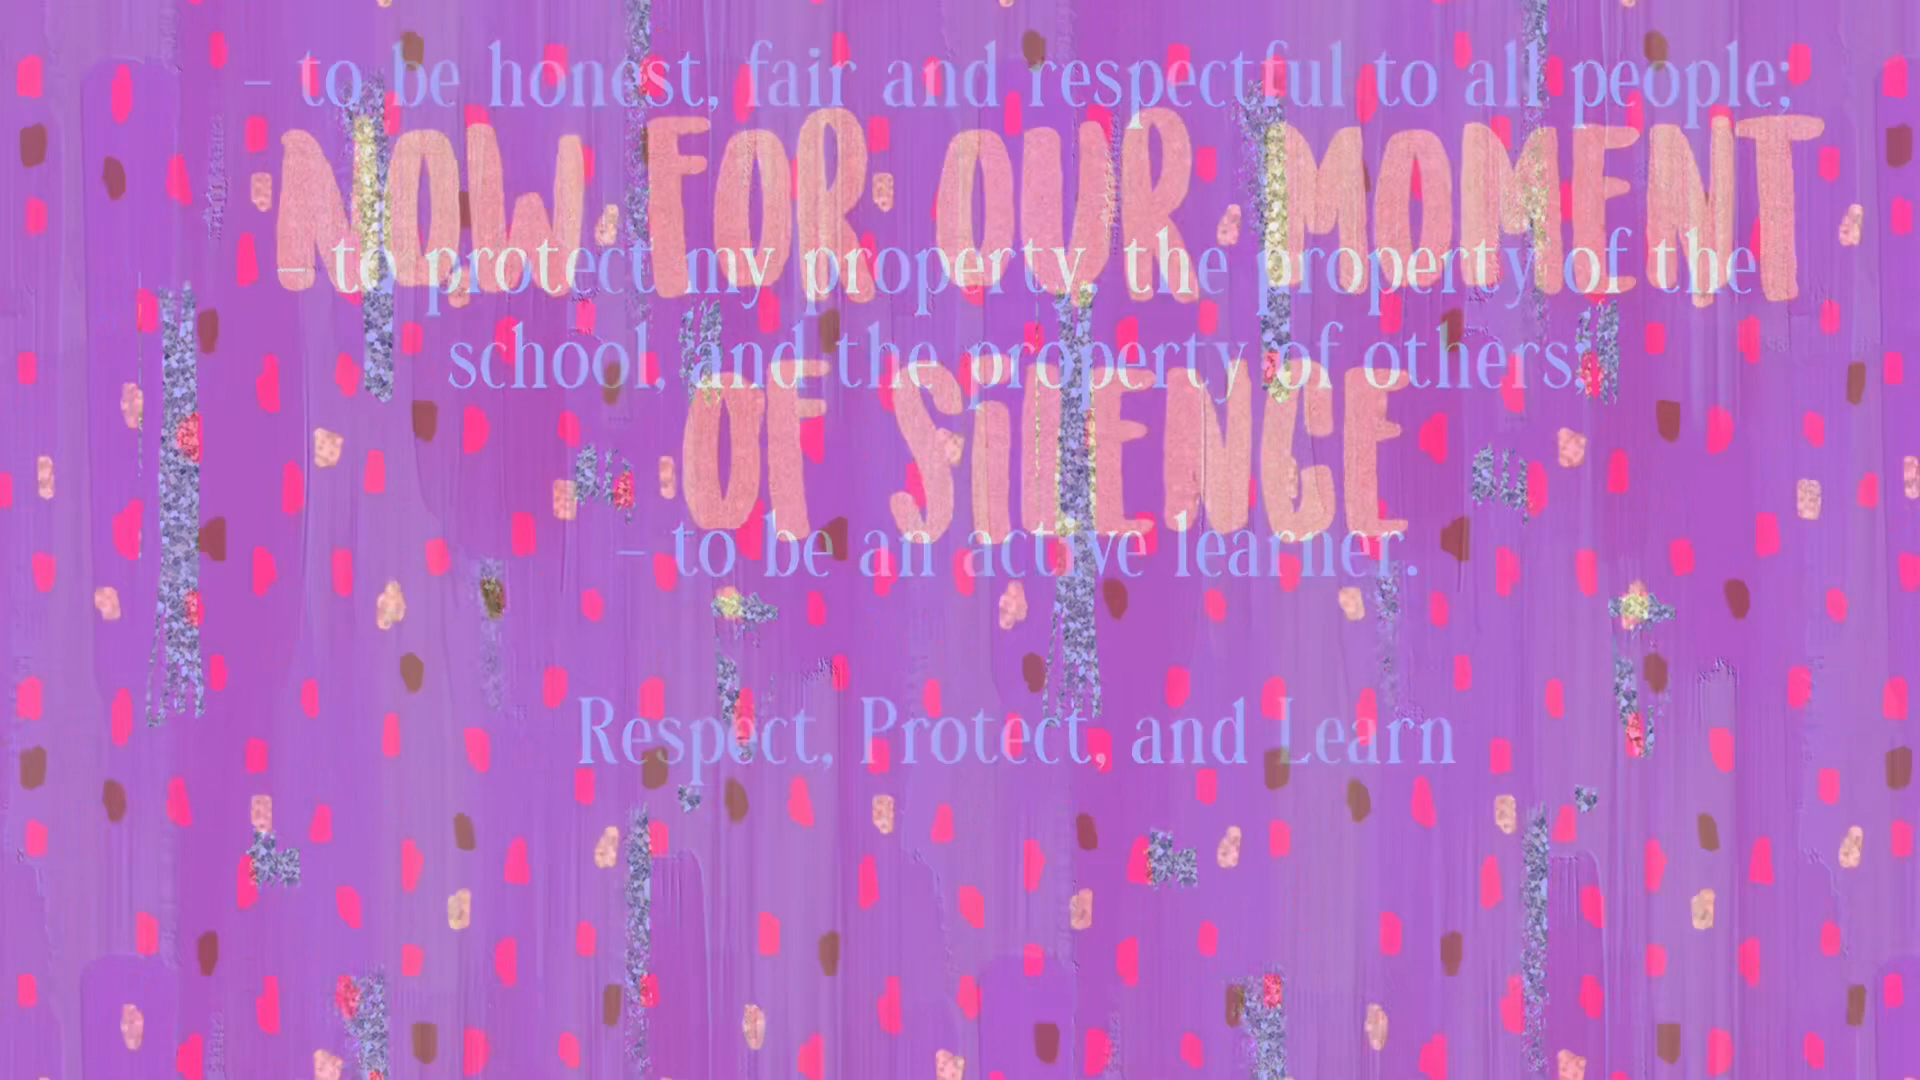 – to be honest, fair and respectful to all people;
NOW FOR OUR MOMENT
– to protect my property, the property of the
school, and the property of others;
OF SiLENCE
– to be an active learner.
Respect, Protect, and Learn